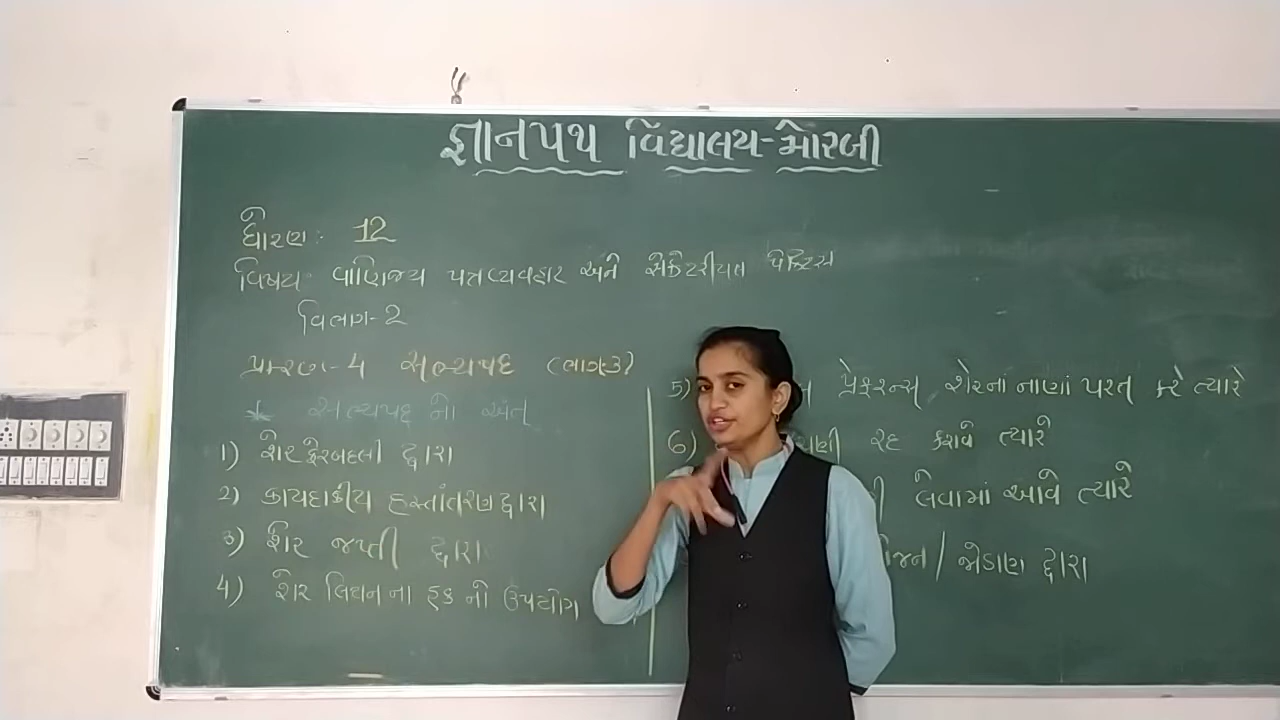 જ્ઞાનપથ વિદ્યાલય-મોરબી
ધોરણ: 12
વિષય: વાણિજ્ય પત્રવ્યવહાર અને સેક્રેટરીયલ પ્રેક્ટિસ
વિભાગ-2
પ્રકરણ-4 સભ્યપદ (ભાગ-3)
* સભ્યપદ નો અંત
1) શેર ફેરબદલી દ્વારા
2) કાયદાકીય હસ્તાંતરણ દ્વારા
3) શેર જપ્તી દ્વારા
4) શેર લિયનના હક નો ઉપયોગ
5) પ્રેફરન્સ શેરનાં નાણાં પરત કરે ત્યારે
6) રદ કરાવે ત્યારે
લેવામાં આવે ત્યારે
/ જોડાણ દ્વારા